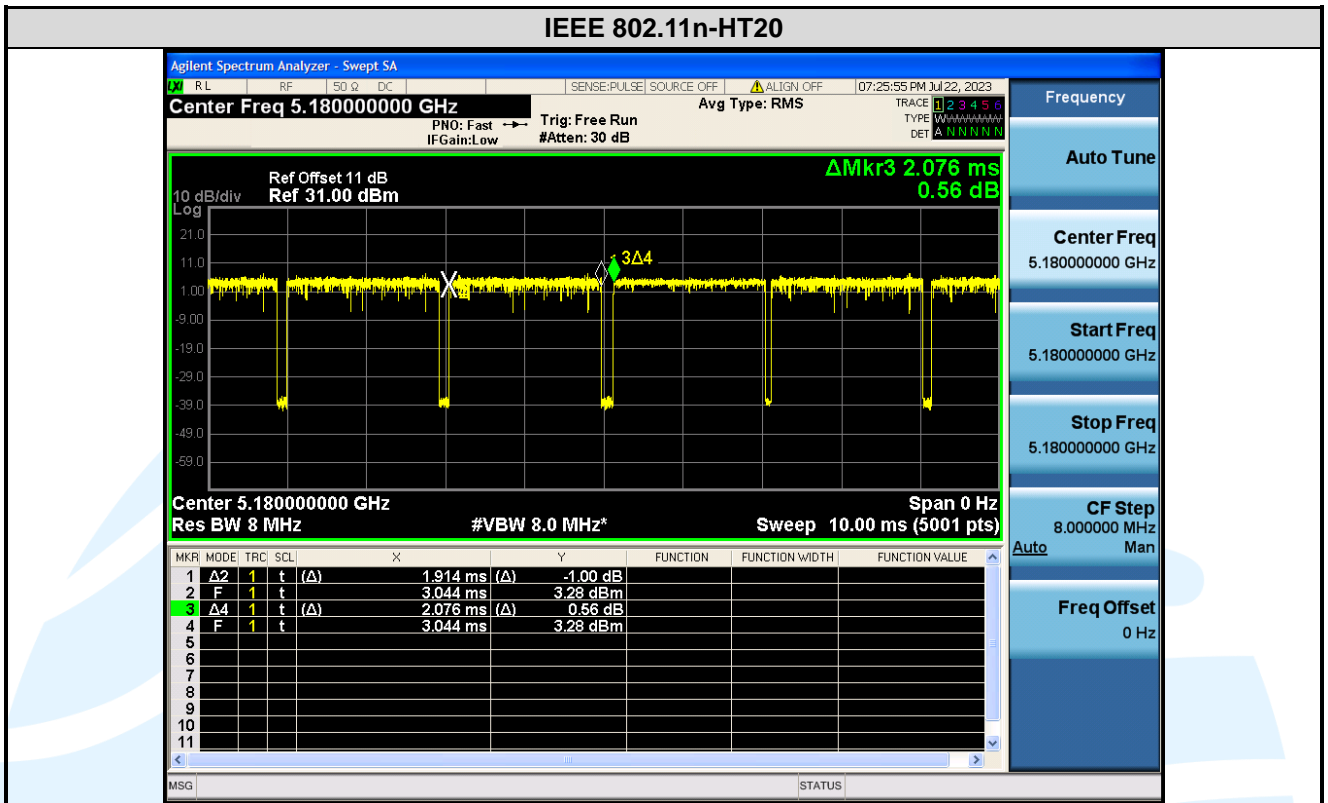 IEEE 802.11n-HT20
Agilent Spectrum Analyzer - Swept SA
LXI RL RF 50 Ω DC SENSE:PULSE SOURCE OFF ALIGN OFF 07:25:55 PM Jul 22, 2023
Center Freq 5.180000000 GHz
PNO: Fast
IFGain:Low
Trig: Free Run
#Atten: 30 dB
Avg Type: RMS
TRACE 1 2 3 4 5 6
TYPE
DET A N N N N N
Frequency
Auto Tune
Center Freq
5.180000000 GHz
Start Freq
5.180000000 GHz
Stop Freq
5.180000000 GHz
CF Step
8.000000 MHz
Auto Man
Freq Offset
0 Hz
ΔMkr3 2.076 ms
0.56 dB
Ref Offset 11 dB
10 dB/div Ref 31.00 dBm
Log
21.0
11.0
1.00
-9.00
-19.0
-29.0
-39.0
-49.0
-59.0
3Δ4
Center 5.180000000 GHz Span 0 Hz
Res BW 8 MHz #VBW 8.0 MHz* Sweep 10.00 ms (5001 pts)
MKR MODE TRC SCL X Y FUNCTION FUNCTION WIDTH FUNCTION VALUE
1 Δ2 1 t (Δ) 1.914 ms (Δ) -1.00 dB
2 F 1 t 3.044 ms 3.28 dBm
3 Δ4 1 t (Δ) 2.076 ms (Δ) 0.56 dB
4 F 1 t 3.044 ms 3.28 dBm
5
6
7
8
9
10
11
MSG STATUS